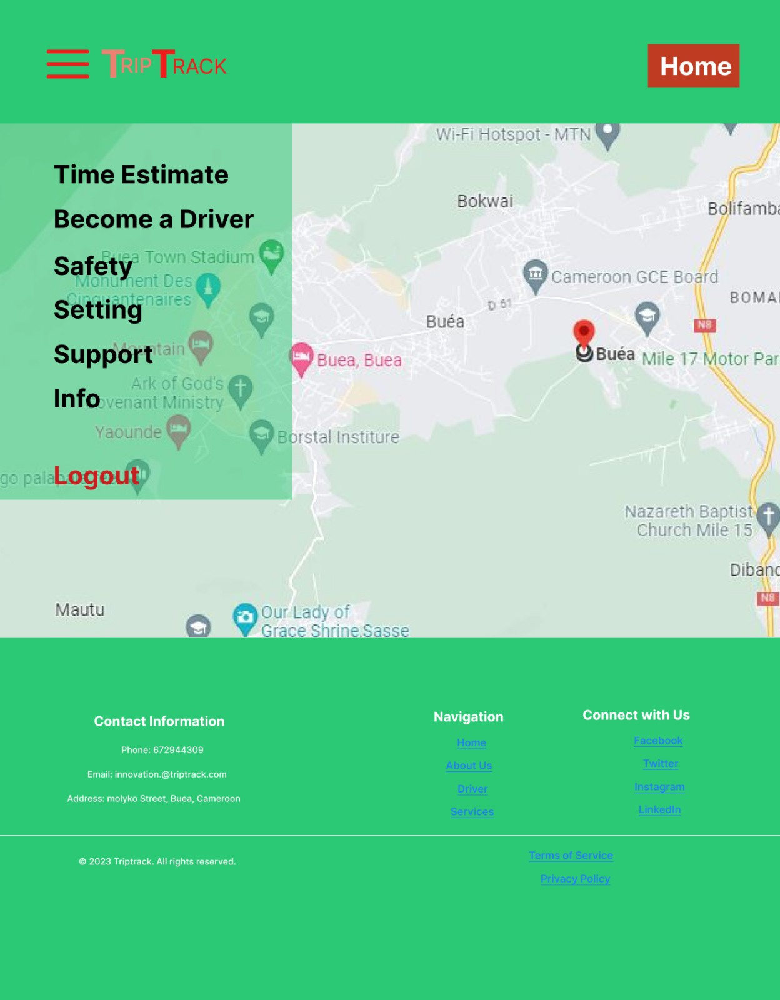 TRIPTRACK
Home
Time Estimate
Become a Driver
Safety
Setting
Support
Info
Logout
Wi-Fi Hotspot - MTN
Bokwai
Bolifamba
Buea Town Stadium
Monument Des
Cinquantenaires
Cameroon GCE Board
BOMA
D 61
Buéa
N8
Mountain
Buea, Buea
Buéa
Mile 17 Motor Par
Ark of God's
ovenant Ministry
Yaounde
Borstal Institure
go pala
Nazareth Baptist
Church Mile 15
Diband
N8
Mautu
Our Lady of
Grace Shrine,Sasse
Contact Information
Phone: 672944309
Email: innovation.@triptrack.com
Address: molyko Street, Buea, Cameroon
Navigation
Home
About Us
Driver
Services
Connect with Us
Facebook
Twitter
Instagram
LinkedIn
© 2023 Triptrack. All rights reserved.
Terms of Service
Privacy Policy